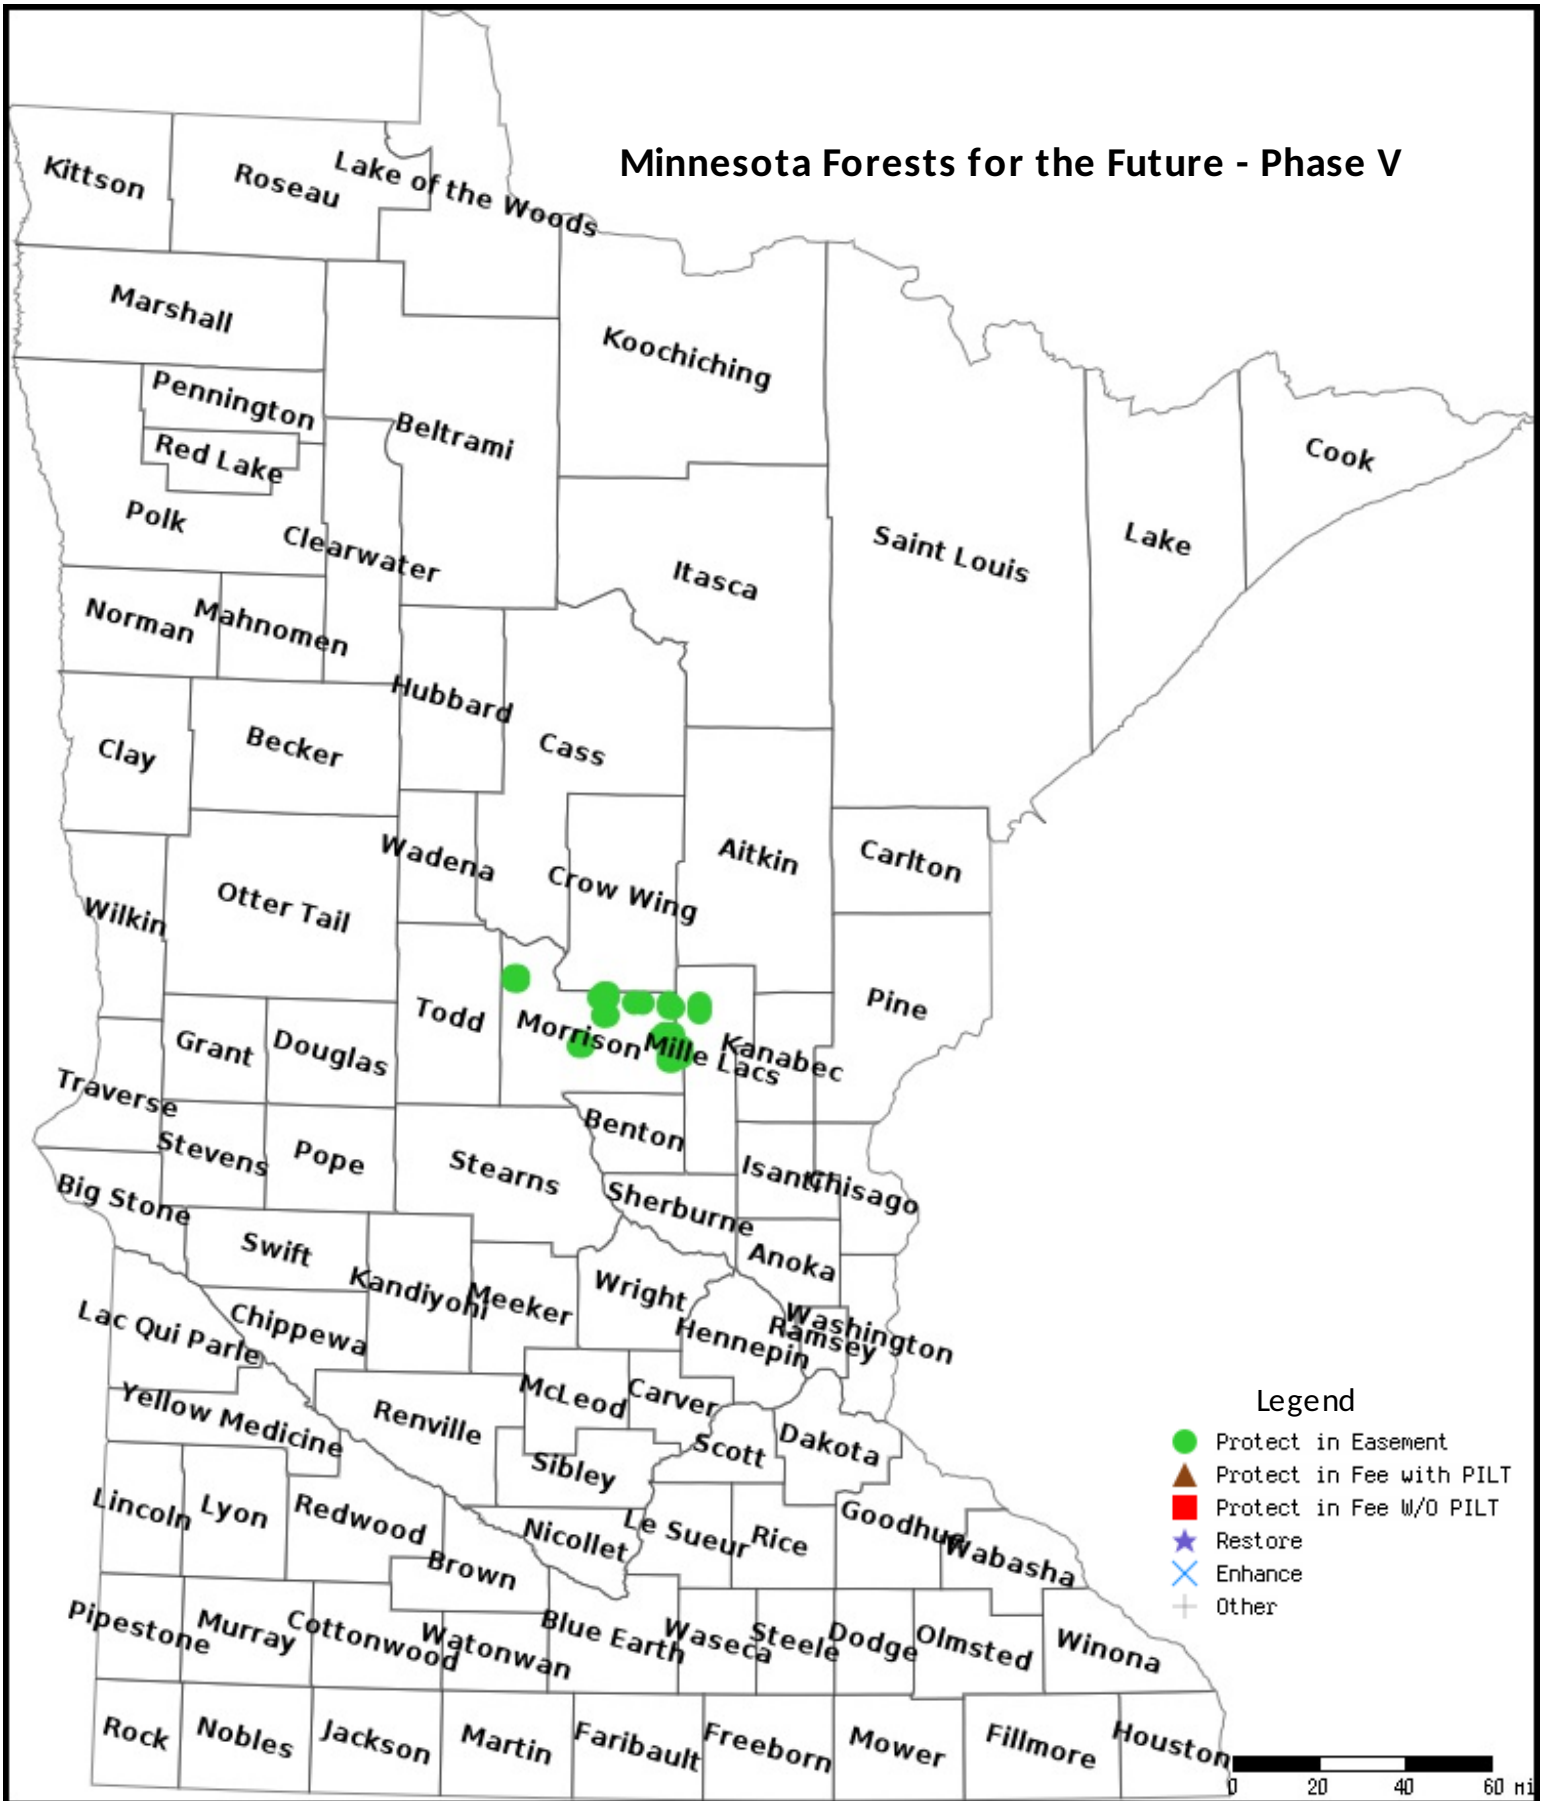 Minnesota Forests for the Future - Phase V
Kittson
Roseau
Lake of the Woods
Marshall
Koochiching
Pennington
Beltrami
Red Lake
Cook
Polk
Clearwater
Saint Louis
Lake
Itasca
Norman
Mahnomen
Hubbard
Cass
Clay
Becker
Wadena
Aitkin
Carlton
Crow Wing
Otter Tail
Wilkin
Todd
Pine
Morrison
Mille Lacs
Kanabec
Grant
Douglas
Traverse
Benton
Stevens
Pope
Stearns
Isanti
Chisago
Big Stone
Sherburne
Swift
Anoka
Kandiyohi
Meeker
Wright
Lac Qui Parle
Chippewa
Washington
Ramsey
Hennepin
McLeod
Carver
Yellow Medicine
Renville
Scott
Dakota
Sibley
Lincoln
Lyon
Redwood
Nicollet
Le Sueur
Rice
Goodhue
Wabasha
Brown
Pipestone
Murray
Cottonwood
Watonwan
Blue Earth
Waseca
Steele
Dodge
Olmsted
Winona
Rock
Nobles
Jackson
Martin
Faribault
Freeborn
Mower
Fillmore
Houston
Legend
Protect in Easement
Protect in Fee with PILT
Protect in Fee W/O PILT
Restore
Enhance
Other
0 20 40 60 mi